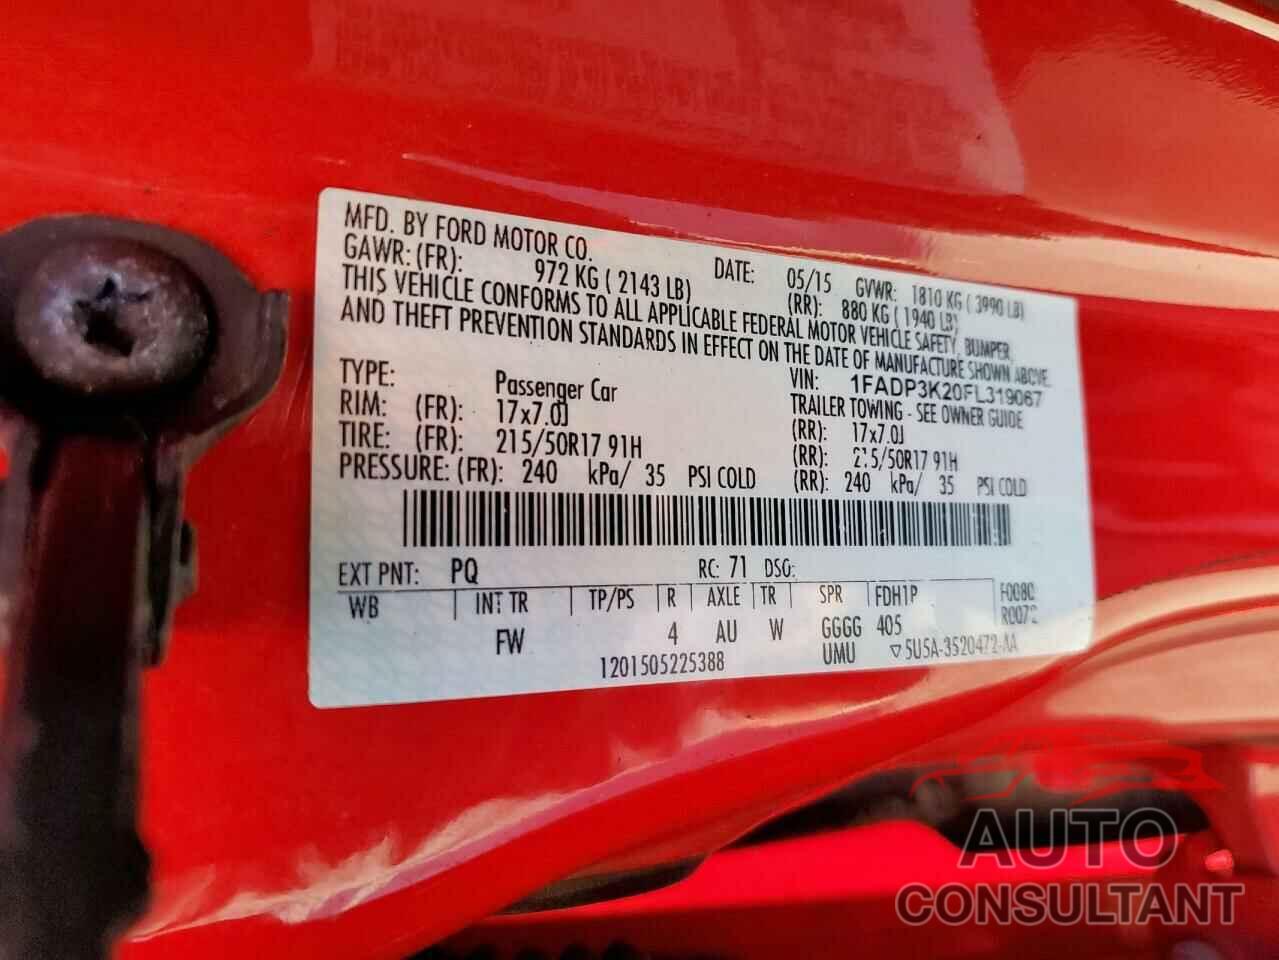 MFD. BY FORD MOTOR CO. DATE: 05/15 GVWR: 1810 KG ( 3990 LB)
GAWR: (FR): 972 KG ( 2143 LB) (RR): 880 KG ( 1940 LB)
THIS VEHICLE CONFORMS TO ALL APPLICABLE FEDERAL MOTOR VEHICLE SAFETY, BUMPER,
AND THEFT PREVENTION STANDARDS IN EFFECT ON THE DATE OF MANUFACTURE SHOWN ABOVE.
VIN: 1FADP3K20FL319067
TYPE: Passenger Car TRAILER TOWING - SEE OWNER GUIDE
RIM: (FR): 17x7.0J (RR): 17x7.0J
TIRE: (FR): 215/50R17 91H (RR): 215/50R17 91H
PRESSURE: (FR): 240 kPa/ 35 PSI COLD (RR): 240 kPa/ 35 PSI COLD
EXT PNT: PQ RC: 71 DSO: F0080
WB INT TR TP/PS R AXLE TR SPR FDH1P R0072
FW 4 AU W GGGG 405
UMU ▽5U5A-3520472-AA
1201505225388
AUTO
CONSULTANT